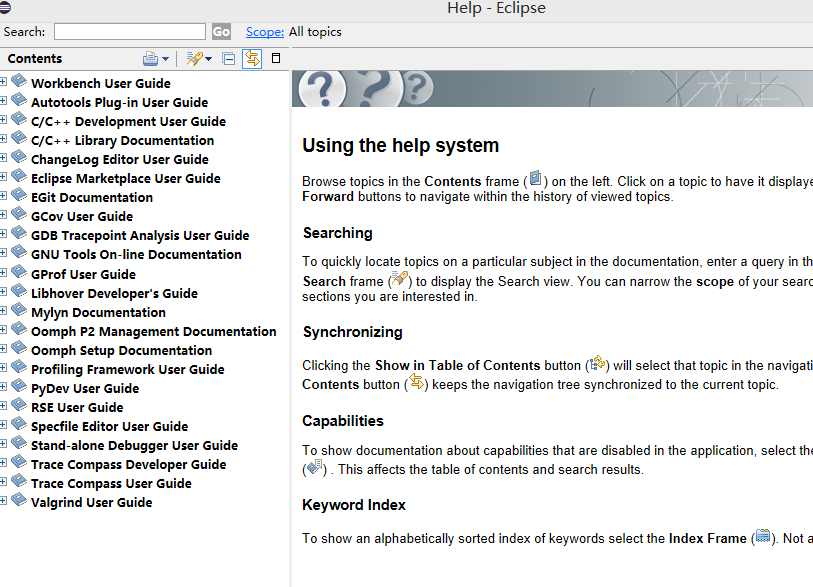 Help - Eclipse
Search:
Go
Scope: All topics
Contents
Workbench User Guide
Autotools Plug-in User Guide
C/C++ Development User Guide
C/C++ Library Documentation
ChangeLog Editor User Guide
Eclipse Marketplace User Guide
EGit Documentation
GCov User Guide
GDB Tracepoint Analysis User Guide
GNU Tools On-line Documentation
GProf User Guide
Libhover Developer's Guide
Mylyn Documentation
Oomph P2 Management Documentation
Oomph Setup Documentation
Profiling Framework User Guide
PyDev User Guide
RSE User Guide
Specfile Editor User Guide
Stand-alone Debugger User Guide
Trace Compass Developer Guide
Trace Compass User Guide
Valgrind User Guide
Using the help system
Browse topics in the Contents frame ( ) on the left. Click on a topic to have it displaye
Forward buttons to navigate within the history of viewed topics.
Searching
To quickly locate topics on a particular subject in the documentation, enter a query in th
Search frame ( ) to display the Search view. You can narrow the scope of your searc
sections you are interested in.
Synchronizing
Clicking the Show in Table of Contents button ( ) will select that topic in the navigati
Contents button ( ) keeps the navigation tree synchronized to the current topic.
Capabilities
To show documentation about capabilities that are disabled in the application, select the
( ) . This affects the table of contents and search results.
Keyword Index
To show an alphabetically sorted index of keywords select the Index Frame ( ). Not a